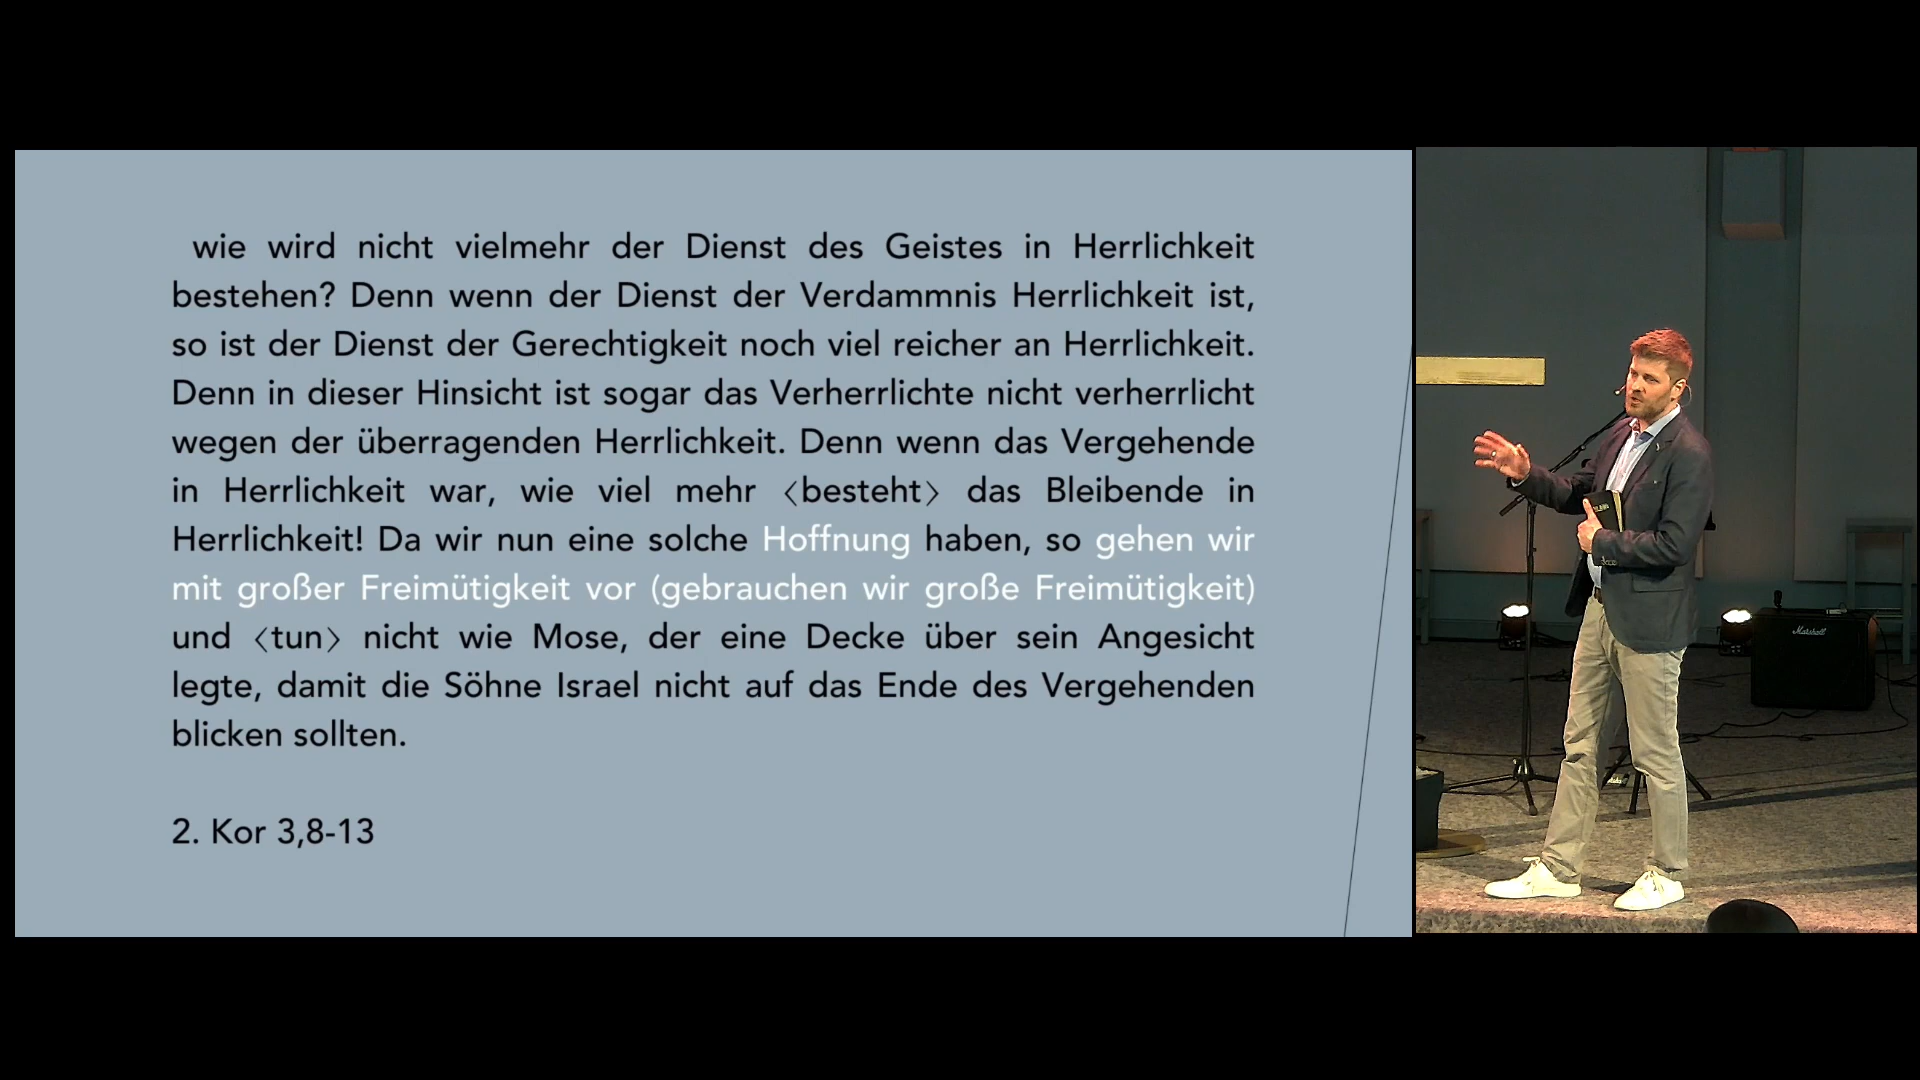 wie wird nicht vielmehr der Dienst des Geistes in Herrlichkeit
bestehen? Denn wenn der Dienst der Verdammnis Herrlichkeit ist,
so ist der Dienst der Gerechtigkeit noch viel reicher an Herrlichkeit.
Denn in dieser Hinsicht ist sogar das Verherrlichte nicht verherrlicht
wegen der überragenden Herrlichkeit. Denn wenn das Vergehende
in Herrlichkeit war, wie viel mehr 〈besteht〉 das Bleibende in
Herrlichkeit! Da wir nun eine solche Hoffnung haben, so gehen wir
mit großer Freimütigkeit vor (gebrauchen wir große Freimütigkeit)
und 〈tun〉 nicht wie Mose, der eine Decke über sein Angesicht
legte, damit die Söhne Israel nicht auf das Ende des Vergehenden
blicken sollten.
2. Kor 3,8-13
Marshall